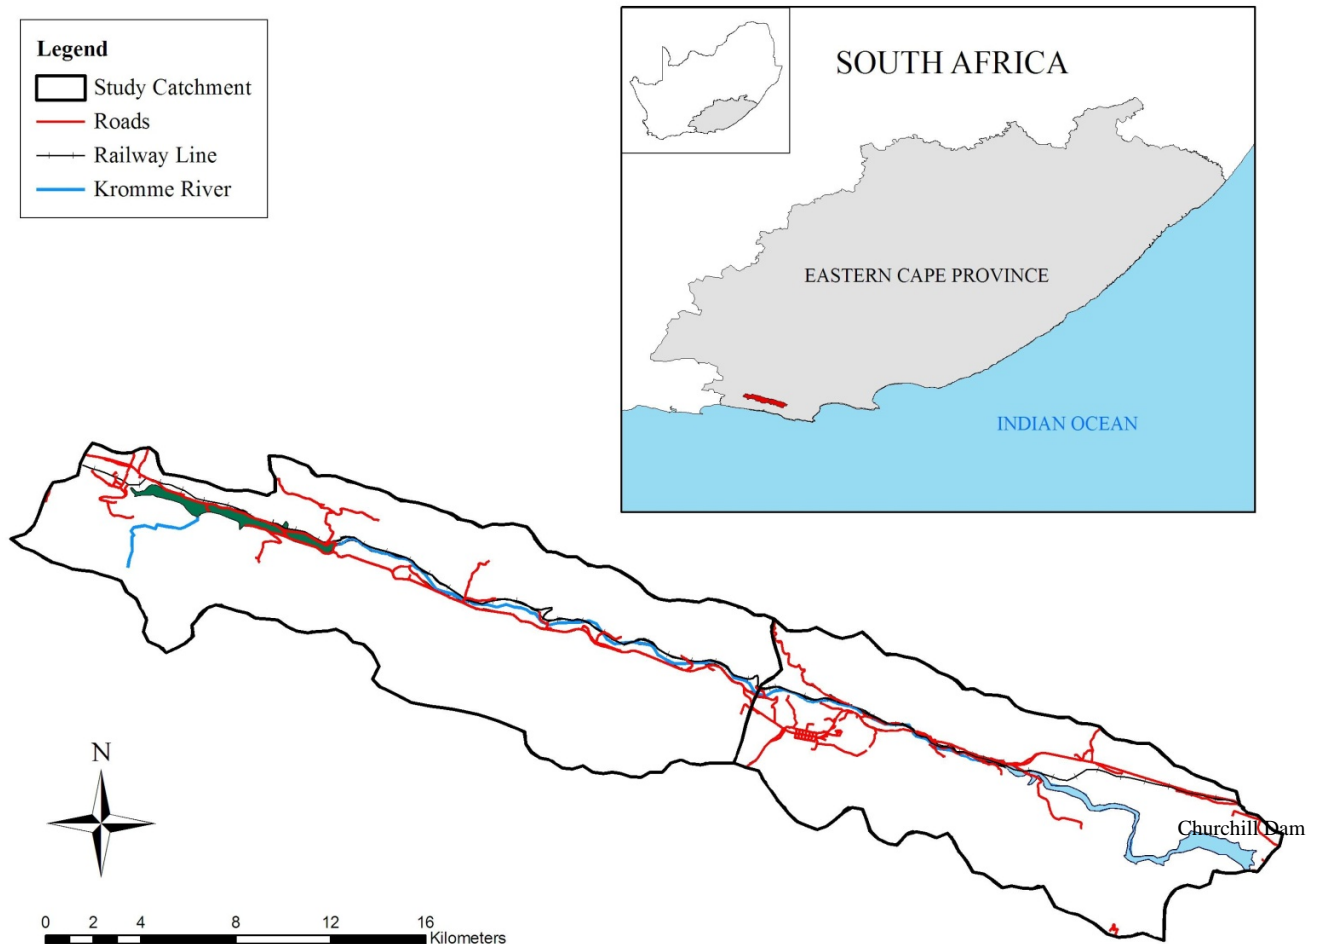 Legend
Study Catchment
Roads
Railway Line
Kromme River
SOUTH AFRICA
EASTERN CAPE PROVINCE
INDIAN OCEAN
N
Churchill Dam
0 2 4 8 12 16
Kilometers